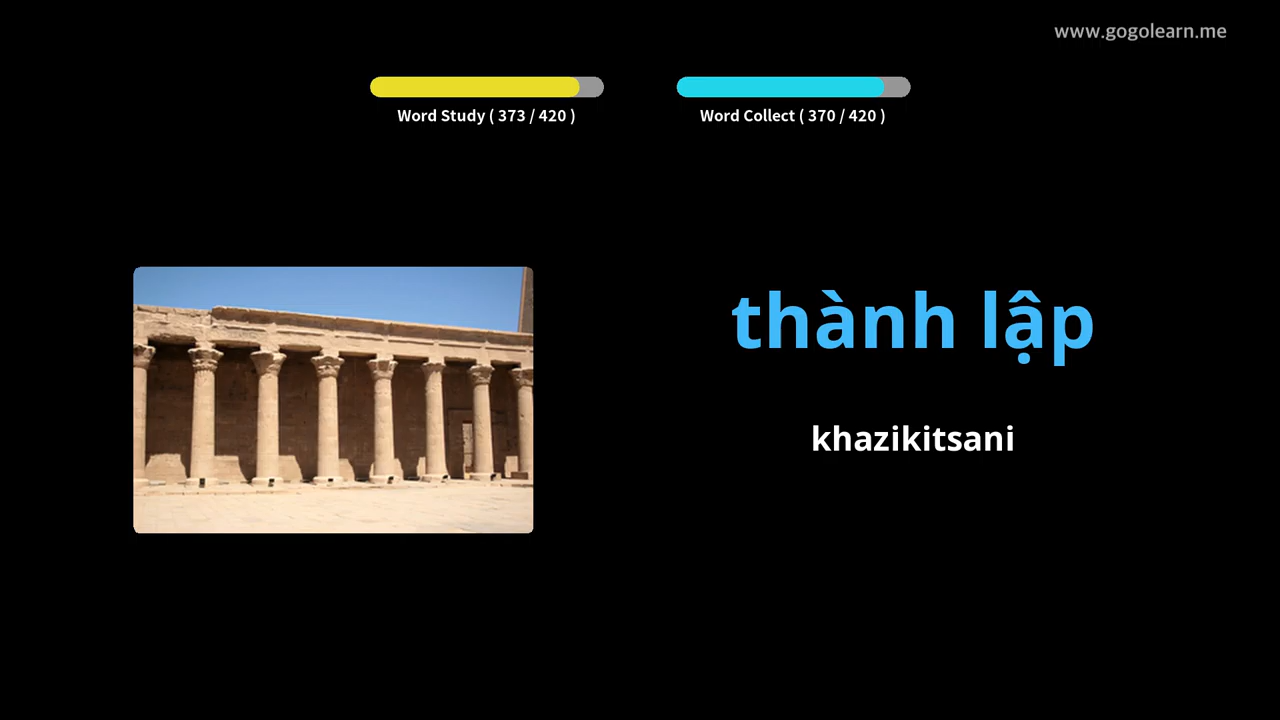 www.gogolearn.me
Word Study ( 373 / 420 )
Word Collect ( 370 / 420 )
thành lập
khazikitsani